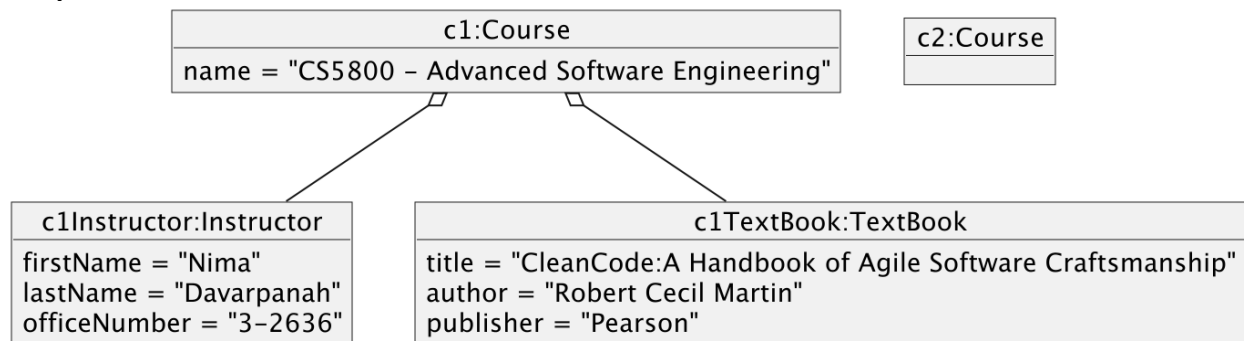 c1:Course
name = "CS5800 – Advanced Software Engineering"
c2:Course
c1Instructor:Instructor
firstName = "Nima"
lastName = "Davarpanah"
officeNumber = "3–2636"
c1TextBook:TextBook
title = "CleanCode:A Handbook of Agile Software Craftsmanship"
author = "Robert Cecil Martin"
publisher = "Pearson"